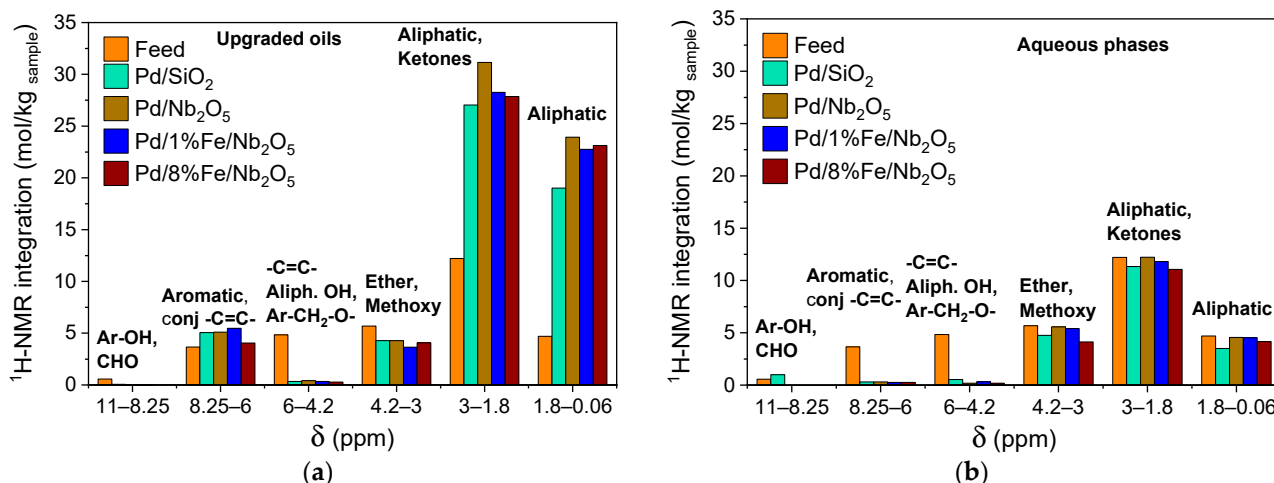 ¹H-NMR integration (mol/kg sample)
35
30
25
20
15
10
5
0
Upgraded oils
Feed
Pd/SiO₂
Pd/Nb₂O₅
Pd/1%Fe/Nb₂O₅
Pd/8%Fe/Nb₂O₅
Aliphatic,
Ketones
Aliphatic
-C=C-
Aliph. OH,
Ar-CH₂-O-
Ether,
Methoxy
Aromatic,
conj -C=C-
Ar-OH,
CHO
11–8.25 8.25–6 6–4.2 4.2–3 3–1.8 1.8–0.06
δ (ppm)
(a)
¹H-NMR integration (mol/kg sample)
35
30
25
20
15
10
5
0
Aqueous phases
Feed
Pd/SiO₂
Pd/Nb₂O₅
Pd/1%Fe/Nb₂O₅
Pd/8%Fe/Nb₂O₅
Aliphatic,
Ketones
-C=C-
Aliph. OH,
Ar-CH₂-O-
Aromatic,
conj -C=C-
Ether,
Methoxy
Aliphatic
Ar-OH,
CHO
11–8.25 8.25–6 6–4.2 4.2–3 3–1.8 1.8–0.06
δ (ppm)
(b)